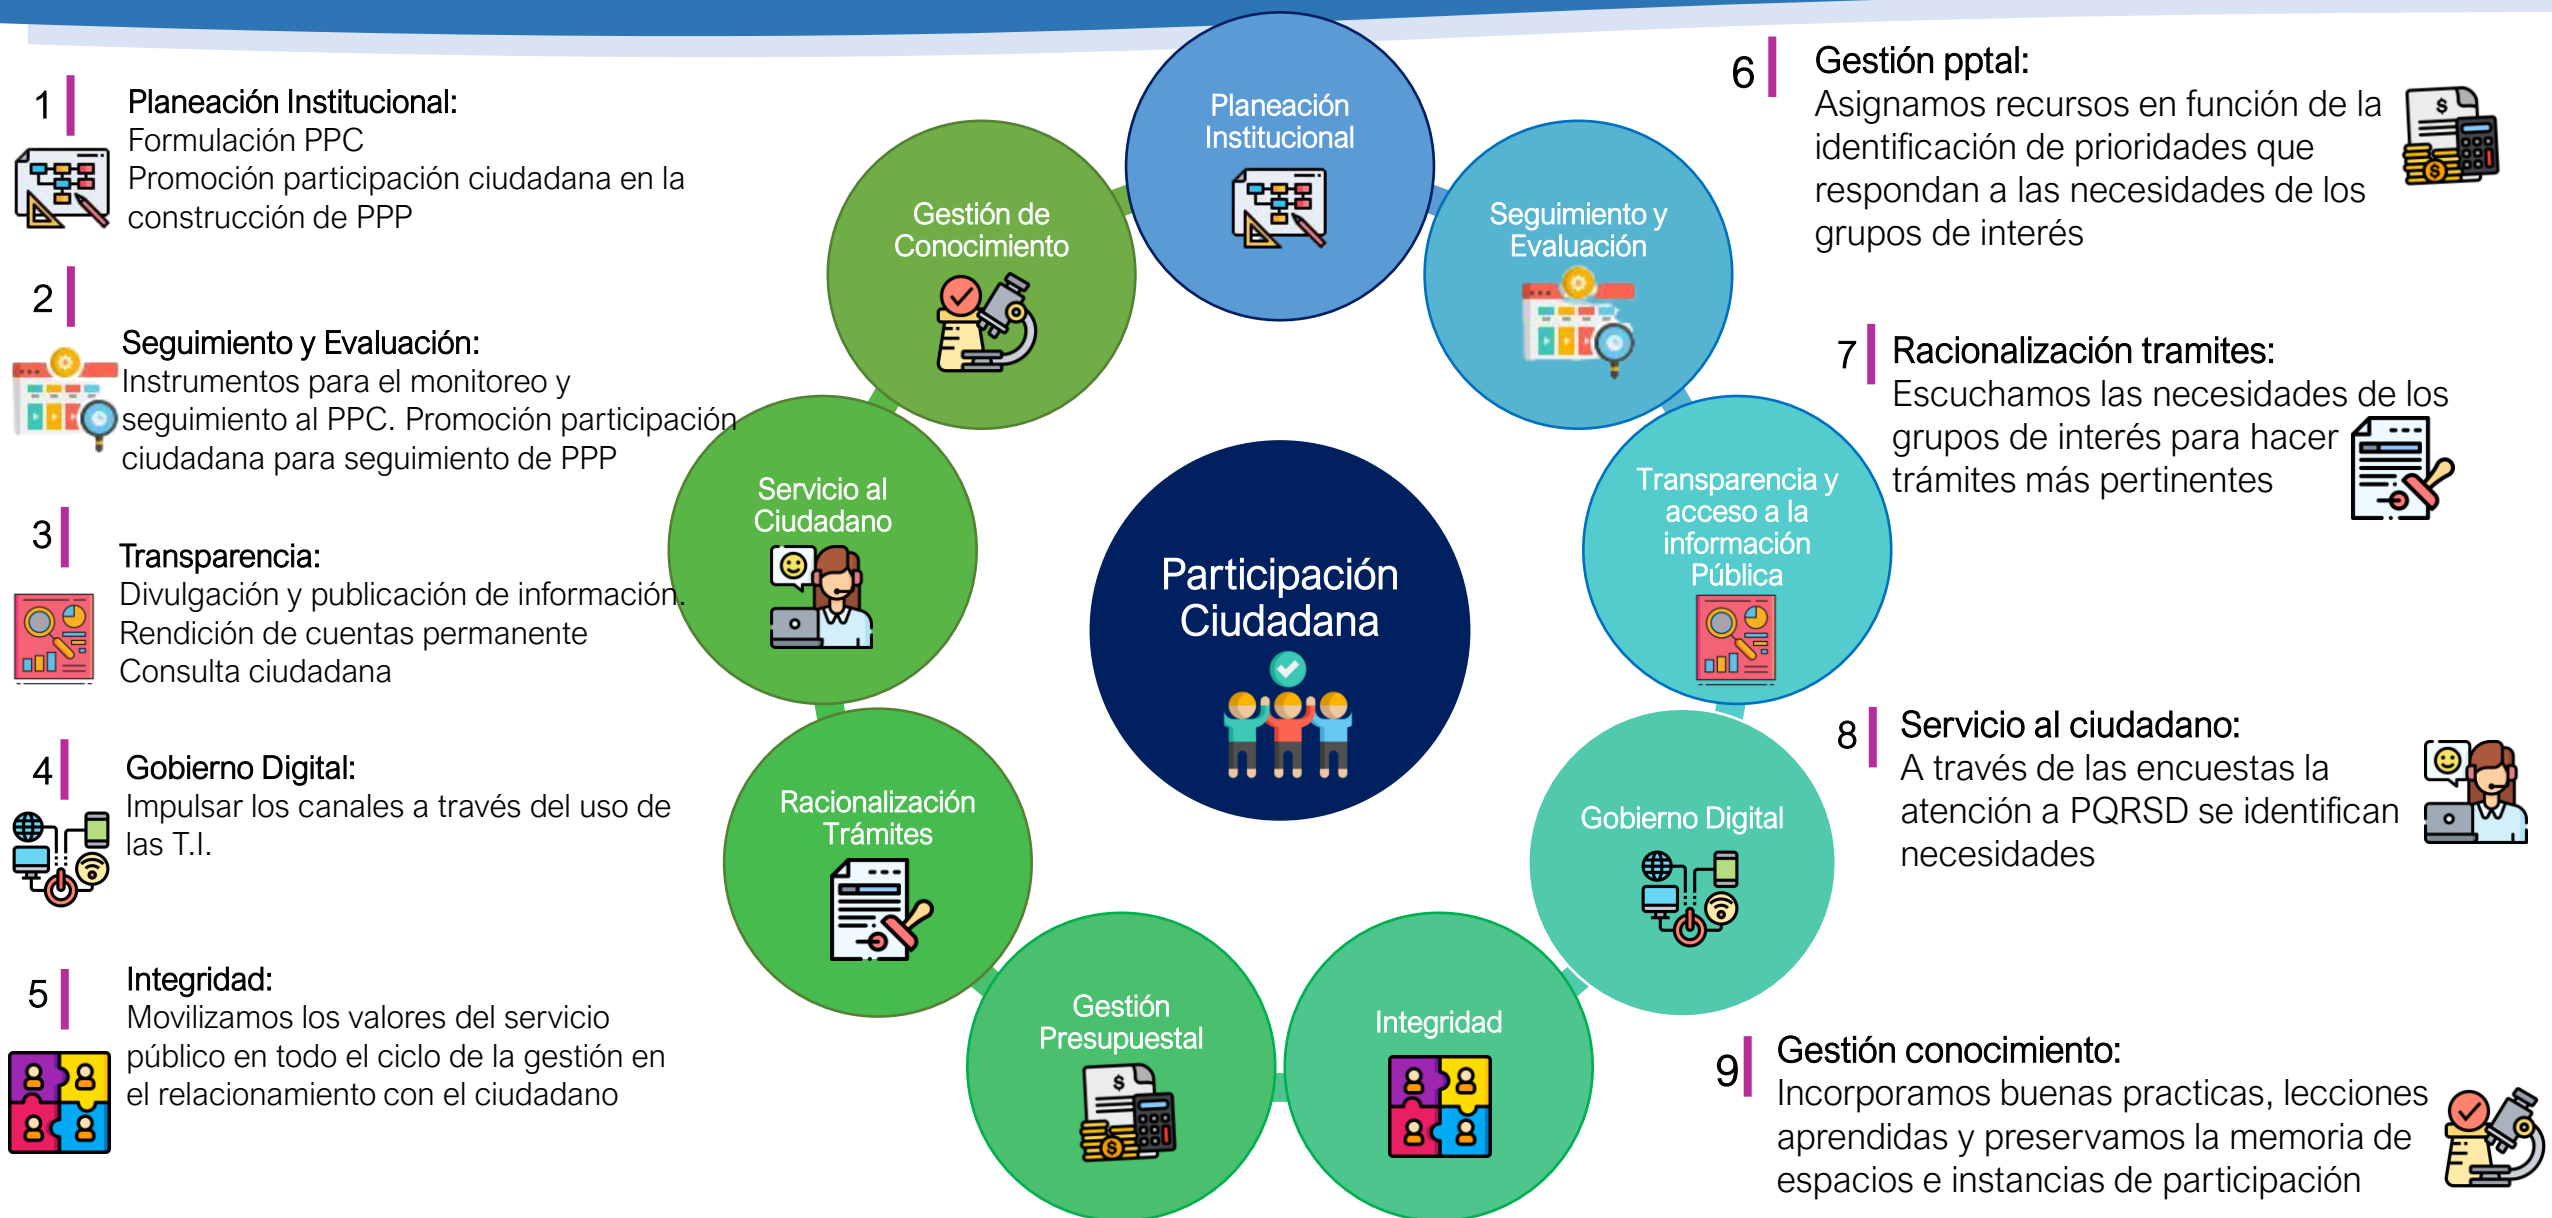 1
Planeación Institucional:
Formulación PPC
Promoción participación ciudadana en la
construcción de PPP
2
Seguimiento y Evaluación:
Instrumentos para el monitoreo y
seguimiento al PPC. Promoción participación
ciudadana para seguimiento de PPP
3
Transparencia:
Divulgación y publicación de información.
Rendición de cuentas permanente
Consulta ciudadana
4
Gobierno Digital:
Impulsar los canales a través del uso de
las T.I.
5
Integridad:
Movilizamos los valores del servicio
público en todo el ciclo de la gestión en
el relacionamiento con el ciudadano
Planeación
Institucional
Seguimiento y
Evaluación
Transparencia y
acceso a la
información
Pública
Gobierno Digital
Integridad
Gestión
Presupuestal
Racionalización
Trámites
Servicio al
Ciudadano
Gestión de
Conocimiento
Participación
Ciudadana
6
Gestión pptal:
Asignamos recursos en función de la
identificación de prioridades que
respondan a las necesidades de los
grupos de interés
7
Racionalización tramites:
Escuchamos las necesidades de los
grupos de interés para hacer
trámites más pertinentes
8
Servicio al ciudadano:
A través de las encuestas la
atención a PQRSD se identifican
necesidades
9
Gestión conocimiento:
Incorporamos buenas practicas, lecciones
aprendidas y preservamos la memoria de
espacios e instancias de participación